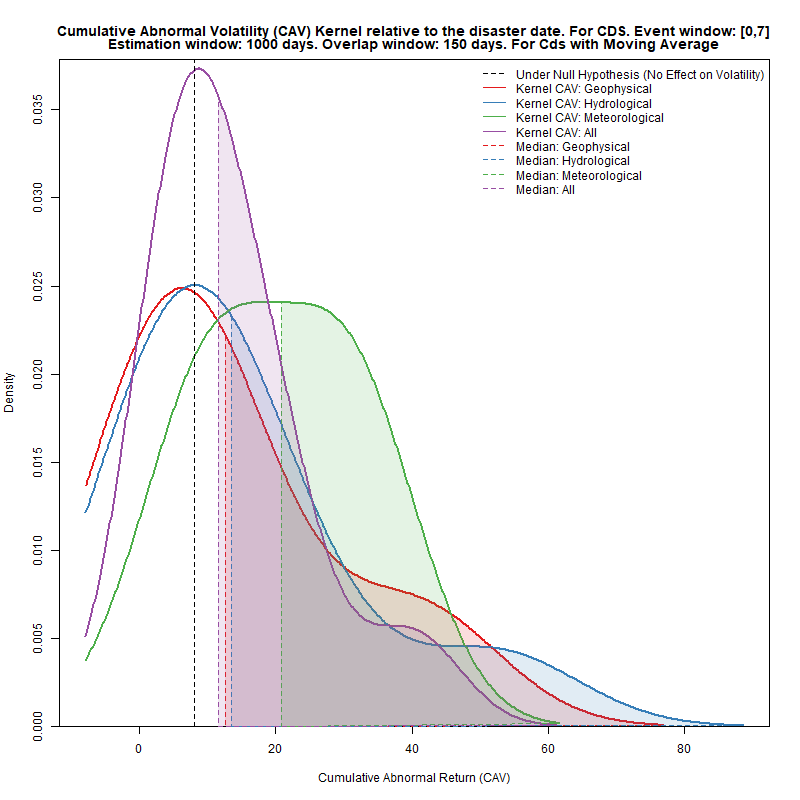 Cumulative Abnormal Volatility (CAV) Kernel relative to the disaster date. For CDS. Event window: [0,7]
Estimation window: 1000 days. Overlap window: 150 days. For Cds with Moving Average
Under Null Hypothesis (No Effect on Volatility)
Kernel CAV: Geophysical
Kernel CAV: Hydrological
Kernel CAV: Meteorological
Kernel CAV: All
Median: Geophysical
Median: Hydrological
Median: Meteorological
Median: All
Density
0.035
0.030
0.025
0.020
0.015
0.010
0.005
0.000
0 20 40 60 80
Cumulative Abnormal Return (CAV)